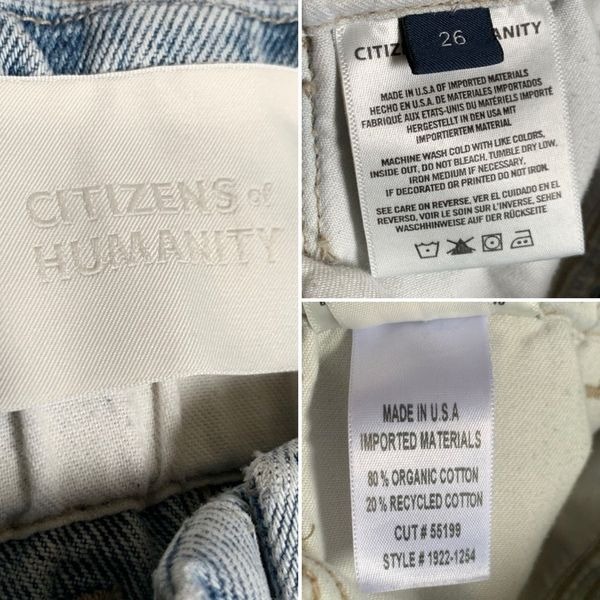 CITIZENS of
HUMANITY
26
CITIZ ANITY
MADE IN U.S.A OF IMPORTED MATERIALS
HECHO EN U.S.A. DE MATERIALES IMPORTADOS
FABRIQUÉ AUX ETATS-UNIS DU MATÉRIELS IMPORTÉ
HERGESTELLT IN DEN USA MIT
IMPORTIERTEM MATERIAL
MACHINE WASH COLD WITH LIKE COLORS,
INSIDE OUT, DO NOT BLEACH. TUMBLE DRY LOW.
IRON MEDIUM IF NECESSARY.
IF DECORATED OR PRINTED DO NOT IRON.
SEE CARE ON REVERSE. VER EL CUIDADO EN EL
REVERSO. VOIR LE SOIN SUR L'INVERSE, SEHEN
WASCHHINWEISE AUF DER RÜCKSEITE
MADE IN U.S.A
IMPORTED MATERIALS
80 % ORGANIC COTTON
20 % RECYCLED COTTON
CUT # 55199
STYLE # 1922-1254